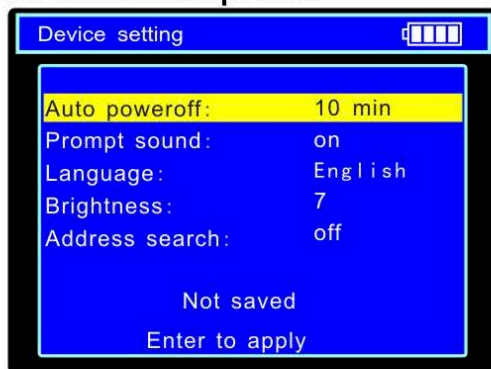 Device setting
Auto poweroff: 10 min
Prompt sound: on
Language: English
Brightness: 7
Address search: off
Not saved
Enter to apply